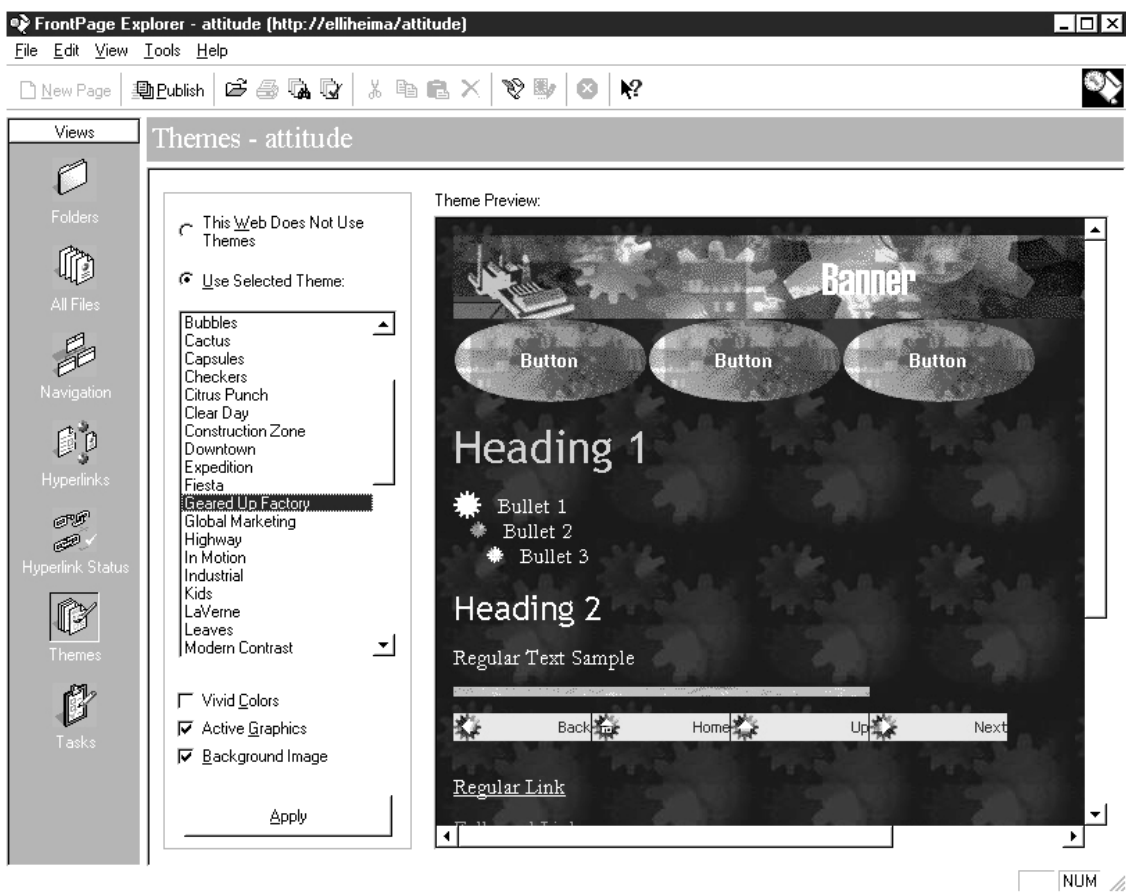 FrontPage Explorer - attitude (http://elliheima/attitude)
File Edit View Tools Help
New Page Publish
Views
Folders
All Files
Navigation
Hyperlinks
Hyperlink Status
Themes
Tasks
Themes - attitude
This Web Does Not Use
Themes
Use Selected Theme:
Bubbles
Cactus
Capsules
Checkers
Citrus Punch
Clear Day
Construction Zone
Downtown
Expedition
Fiesta
Geared Up Factory
Global Marketing
Highway
In Motion
Industrial
Kids
LaVerne
Leaves
Modern Contrast
Vivid Colors
Active Graphics
Background Image
Apply
Theme Preview:
Banner
Button Button Button
Heading 1
Bullet 1
Bullet 2
Bullet 3
Heading 2
Regular Text Sample
Back Home Up Next
Regular Link
NUM